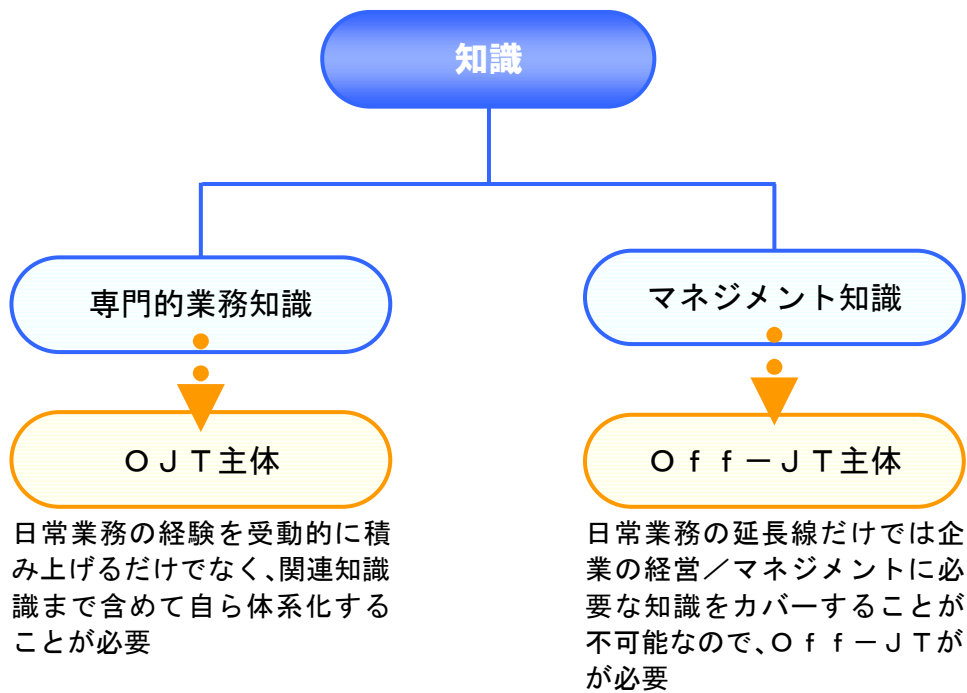 知識
専門的業務知識
マネジメント知識
ＯＪＴ主体
Ｏｆｆ－ＪＴ主体
日常業務の経験を受動的に積
み上げるだけでなく、関連知識
識まで含めて自ら体系化する
ことが必要
日常業務の延長線だけでは企
業の経営／マネジメントに必
要な知識をカバーすることが
不可能なので、Ｏｆｆ－ＪＴが
が必要